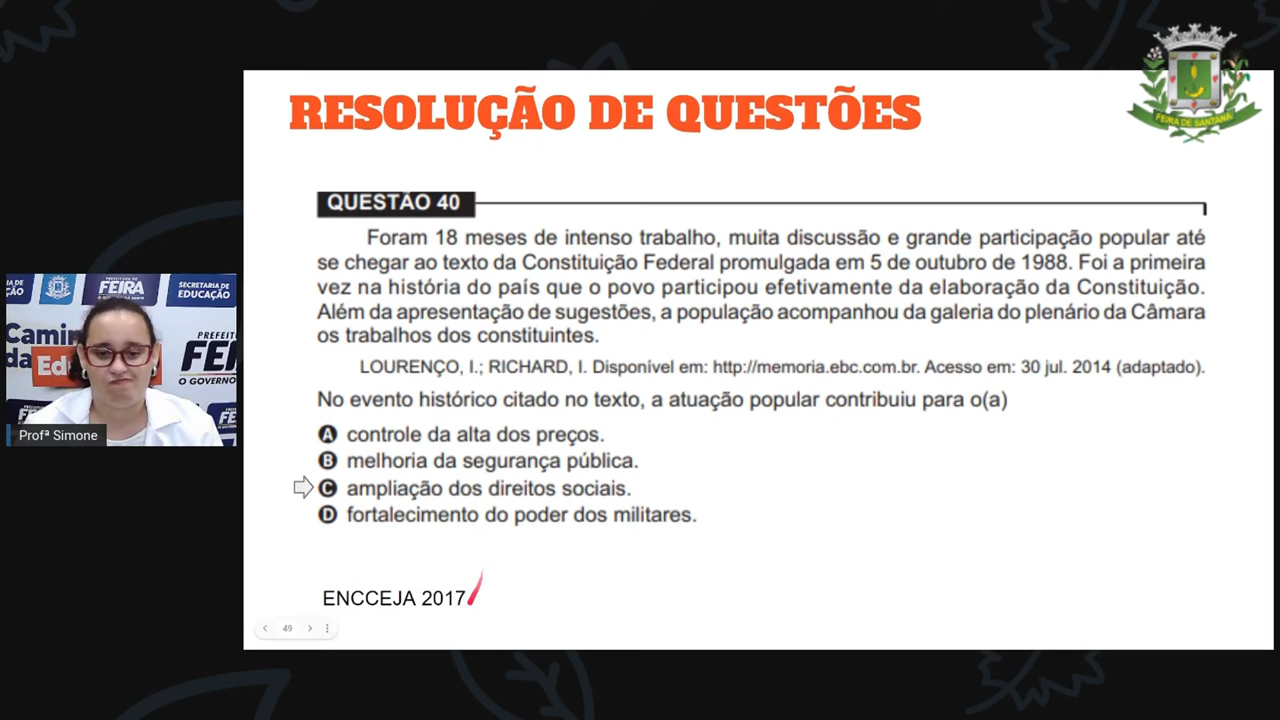 RESOLUÇÃO DE QUESTÕES
FEIRA DE SANTANA
QUESTÃO 40
Foram 18 meses de intenso trabalho, muita discussão e grande participação popular até
se chegar ao texto da Constituição Federal promulgada em 5 de outubro de 1988. Foi a primeira
vez na história do país que o povo participou efetivamente da elaboração da Constituição.
Além da apresentação de sugestões, a população acompanhou da galeria do plenário da Câmara
os trabalhos dos constituintes.
LOURENÇO, I.; RICHARD, I. Disponível em: http://memoria.ebc.com.br. Acesso em: 30 jul. 2014 (adaptado).
No evento histórico citado no texto, a atuação popular contribuiu para o(a)
A controle da alta dos preços.
B melhoria da segurança pública.
C ampliação dos direitos sociais.
D fortalecimento do poder dos militares.
ENCCEJA 2017
49
FEIRA
SECRETARIA DE
EDUCAÇÃO
Camin
da Ed
PREFEIT
FEI
O GOVERNO
Profª Simone